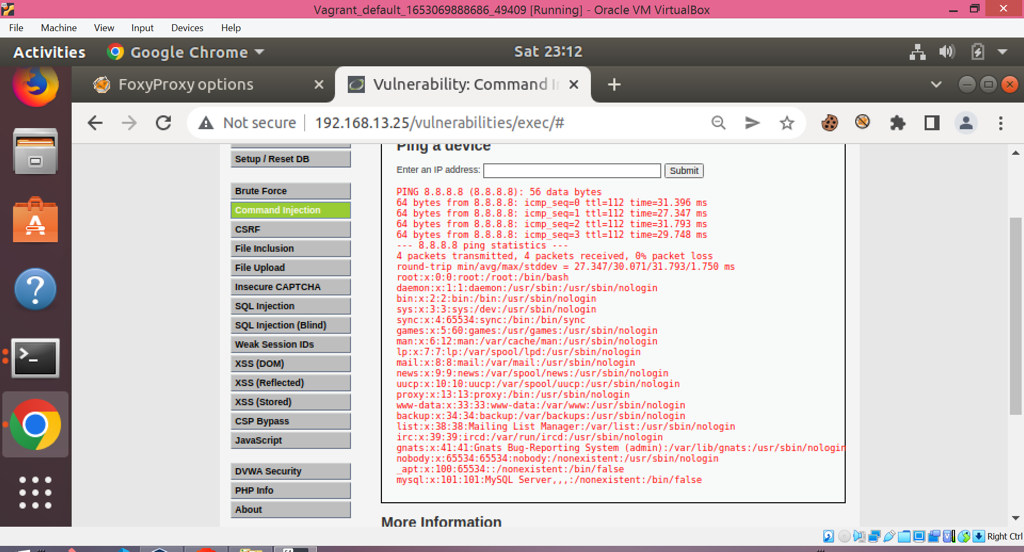 Vagrant_default_1653069888686_49409 [Running] - Oracle VM VirtualBox
File Machine View Input Devices Help
Activities Google Chrome Sat 23:12
FoxyProxy options Vulnerability: Command I
Not secure 192.168.13.25/vulnerabilities/exec/#
Setup / Reset DB
Brute Force
Command Injection
CSRF
File Inclusion
File Upload
Insecure CAPTCHA
SQL Injection
SQL Injection (Blind)
Weak Session IDs
XSS (DOM)
XSS (Reflected)
XSS (Stored)
CSP Bypass
JavaScript
DVWA Security
PHP Info
About
Ping a device
Enter an IP address: Submit
PING 8.8.8.8 (8.8.8.8): 56 data bytes
64 bytes from 8.8.8.8: icmp_seq=0 ttl=112 time=31.396 ms
64 bytes from 8.8.8.8: icmp_seq=1 ttl=112 time=27.347 ms
64 bytes from 8.8.8.8: icmp_seq=2 ttl=112 time=31.793 ms
64 bytes from 8.8.8.8: icmp_seq=3 ttl=112 time=29.748 ms
--- 8.8.8.8 ping statistics ---
4 packets transmitted, 4 packets received, 0% packet loss
round-trip min/avg/max/stddev = 27.347/30.071/31.793/1.750 ms
root:x:0:0:root:/root:/bin/bash
daemon:x:1:1:daemon:/usr/sbin:/usr/sbin/nologin
bin:x:2:2:bin:/bin:/usr/sbin/nologin
sys:x:3:3:sys:/dev:/usr/sbin/nologin
sync:x:4:65534:sync:/bin:/bin/sync
games:x:5:60:games:/usr/games:/usr/sbin/nologin
man:x:6:12:man:/var/cache/man:/usr/sbin/nologin
lp:x:7:7:lp:/var/spool/lpd:/usr/sbin/nologin
mail:x:8:8:mail:/var/mail:/usr/sbin/nologin
news:x:9:9:news:/var/spool/news:/usr/sbin/nologin
uucp:x:10:10:uucp:/var/spool/uucp:/usr/sbin/nologin
proxy:x:13:13:proxy:/bin:/usr/sbin/nologin
www-data:x:33:33:www-data:/var/www:/usr/sbin/nologin
backup:x:34:34:backup:/var/backups:/usr/sbin/nologin
list:x:38:38:Mailing List Manager:/var/list:/usr/sbin/nologin
irc:x:39:39:ircd:/var/run/ircd:/usr/sbin/nologin
gnats:x:41:41:Gnats Bug-Reporting System (admin):/var/lib/gnats:/usr/sbin/nologin
nobody:x:65534:65534:nobody:/nonexistent:/usr/sbin/nologin
_apt:x:100:65534::/nonexistent:/bin/false
mysql:x:101:101:MySQL Server,,,:/nonexistent:/bin/false
More Information
Right Ctrl